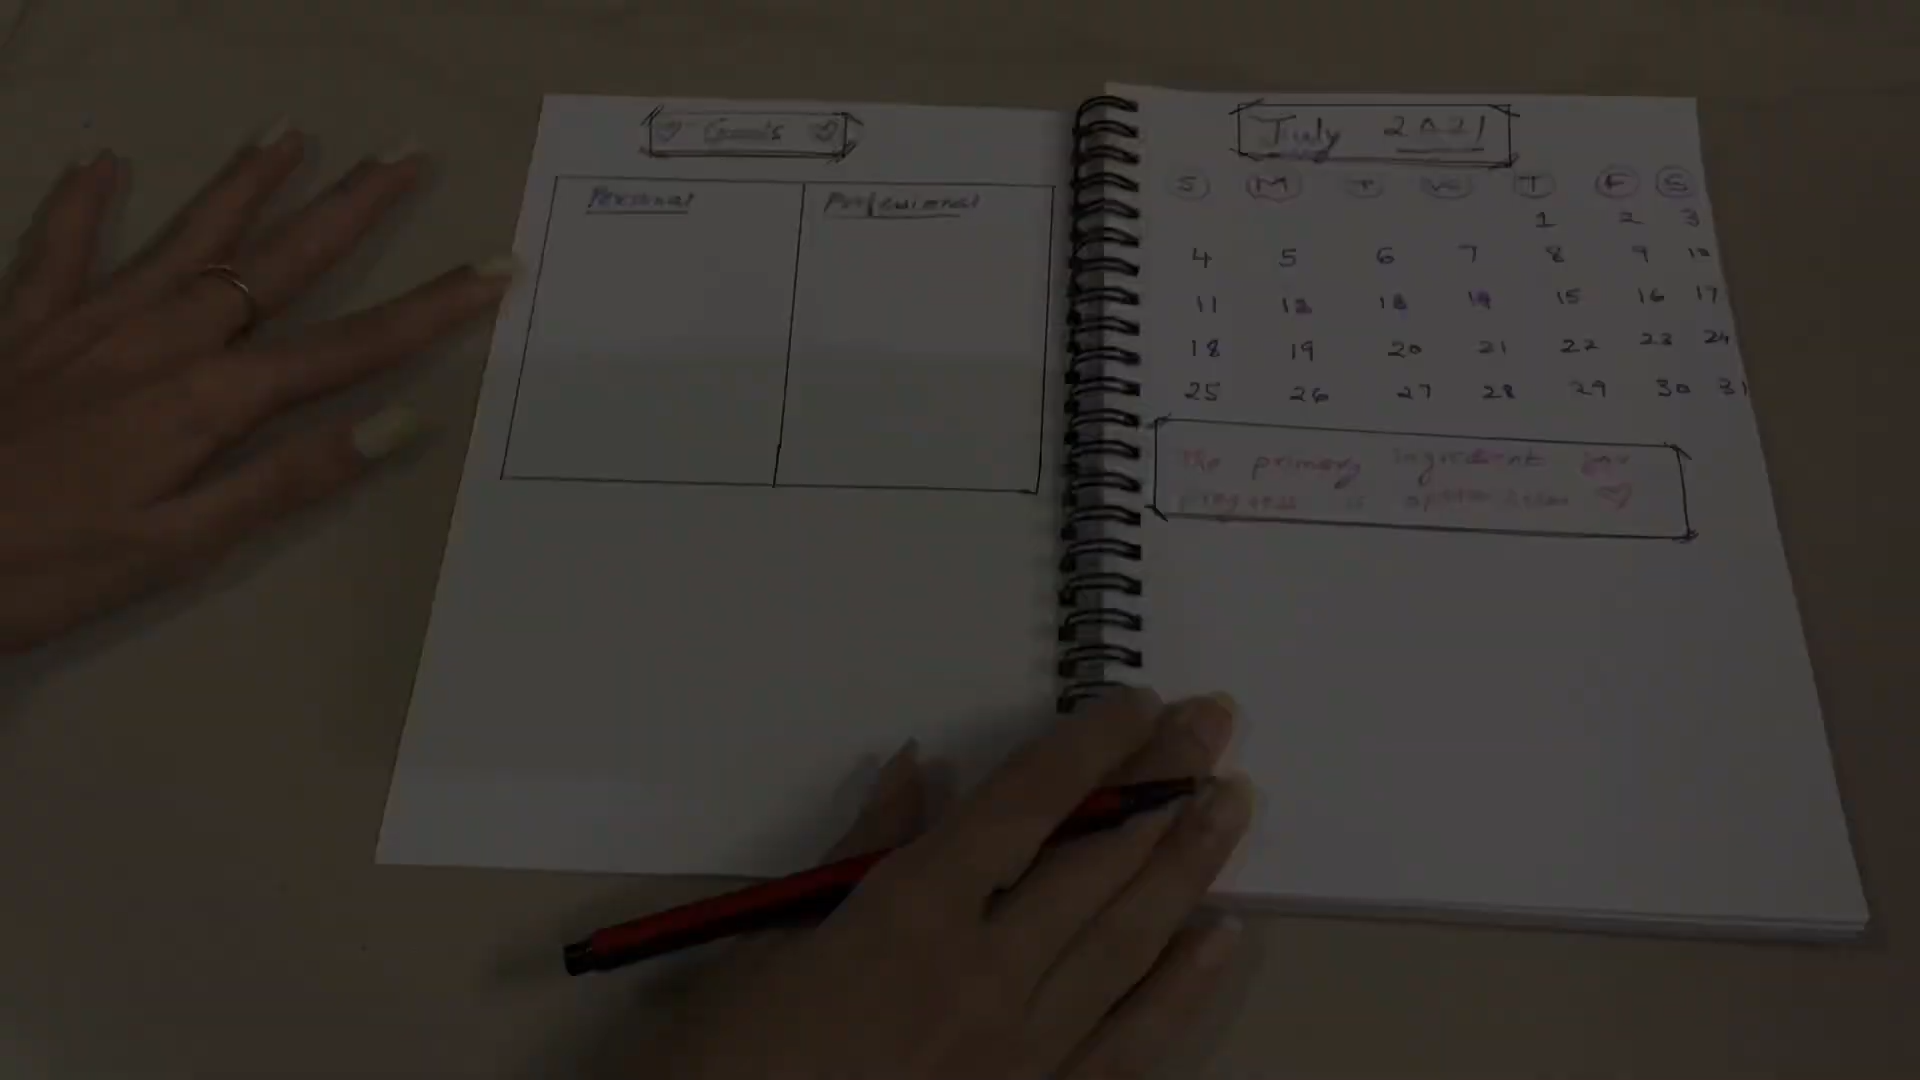 ♡ Goals ♡
Personal Professional
July 2021
S M T W T F S
1 2 3
4 5 6 7 8 9 10
11 12 13 14 15 16 17
18 19 20 21 22 23 24
25 26 27 28 29 30 31
The primary ingredient for
progress is optimism ♡